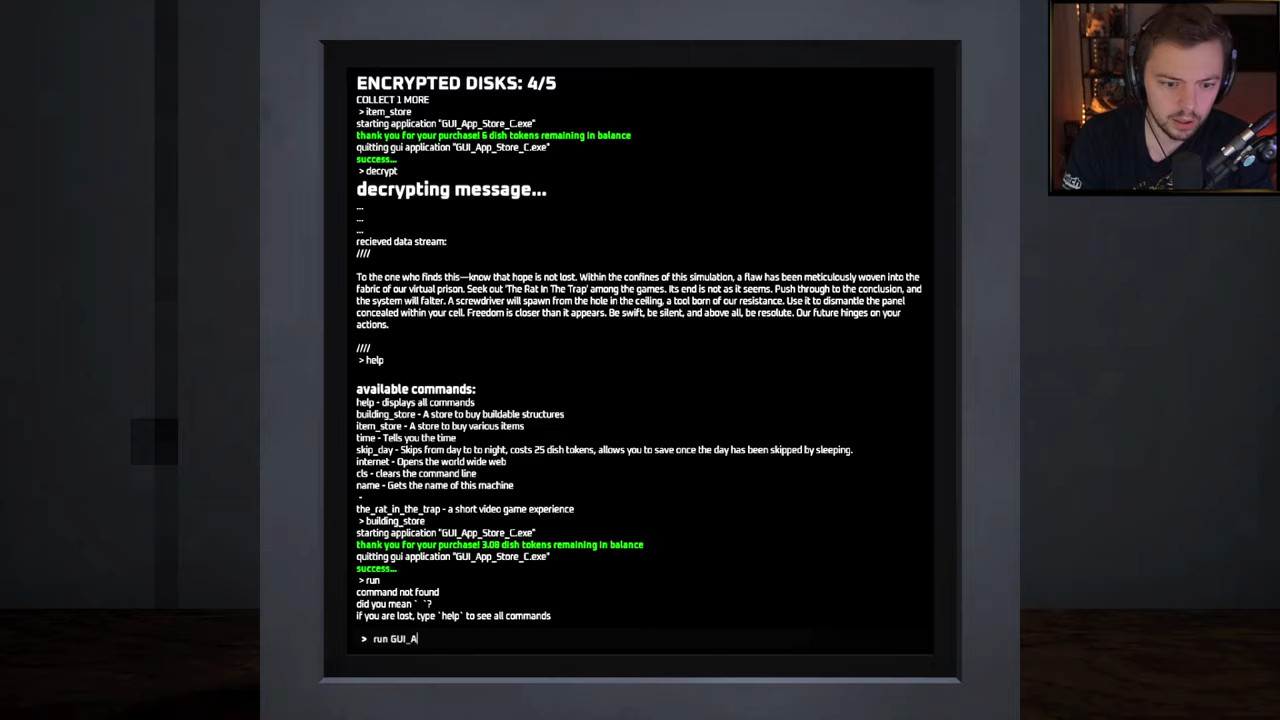 ENCRYPTED DISKS: 4/5
COLLECT 1 MORE
> item_store
starting application "GUI_App_Store_C.exe"
thank you for your purchase! 6 dish tokens remaining in balance
quitting gui application "GUI_App_Store_C.exe"
success...
> decrypt
decrypting message...
...
...
...
recieved data stream:
////
To the one who finds this—know that hope is not lost. Within the confines of this simulation, a flaw has been meticulously woven into the
fabric of our virtual prison. Seek out 'The Rat In The Trap' among the games. Its end is not as it seems. Push through to the conclusion, and
the system will falter. A screwdriver will spawn from the hole in the ceiling, a tool born of our resistance. Use it to dismantle the panel
concealed within your cell. Freedom is closer than it appears. Be swift, be silent, and above all, be resolute. Our future hinges on your
actions.
////
> help
available commands:
help - displays all commands
building_store - A store to buy buildable structures
item_store - A store to buy various items
time - Tells you the time
skip_day - Skips from day to to night, costs 25 dish tokens, allows you to save once the day has been skipped by sleeping.
internet - Opens the world wide web
cls - clears the command line
name - Gets the name of this machine
-
the_rat_in_the_trap - a short video game experience
> building_store
starting application "GUI_App_Store_C.exe"
thank you for your purchase! 3.08 dish tokens remaining in balance
quitting gui application "GUI_App_Store_C.exe"
success...
> run
command not found
did you mean ` `?
if you are lost, type `help` to see all commands
> run GUI_A